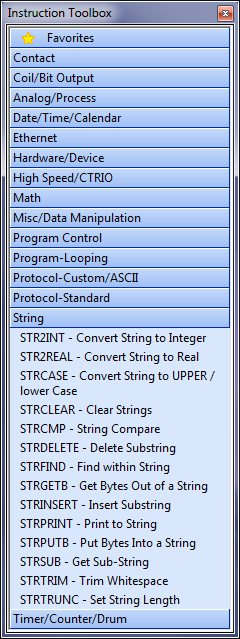 Instruction Toolbox
Favorites
Contact
Coil/Bit Output
Analog/Process
Date/Time/Calendar
Ethernet
Hardware/Device
High Speed/CTRIO
Math
Misc/Data Manipulation
Program Control
Program-Looping
Protocol-Custom/ASCII
Protocol-Standard
String
STR2INT - Convert String to Integer
STR2REAL - Convert String to Real
STRCASE - Convert String to UPPER /
lower Case
STRCLEAR - Clear Strings
STRCMP - String Compare
STRDELETE - Delete Substring
STRFIND - Find within String
STRGETB - Get Bytes Out of a String
STRINSERT - Insert Substring
STRPRINT - Print to String
STRPUTB - Put Bytes Into a String
STRSUB - Get Sub-String
STRTRIM - Trim Whitespace
STRTRUNC - Set String Length
Timer/Counter/Drum